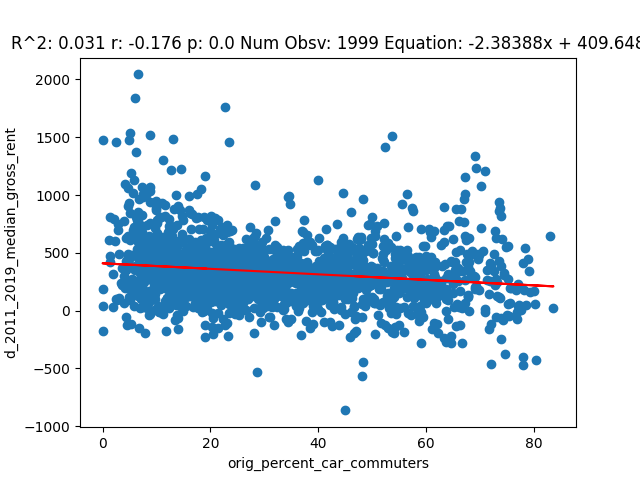 R^2: 0.031 r: -0.176 p: 0.0 Num Obsv: 1999 Equation: -2.38388x + 409.648
2000
1500
1000
500
0
−500
−1000
d_2011_2019_median_gross_rent
0 20 40 60 80
orig_percent_car_commuters